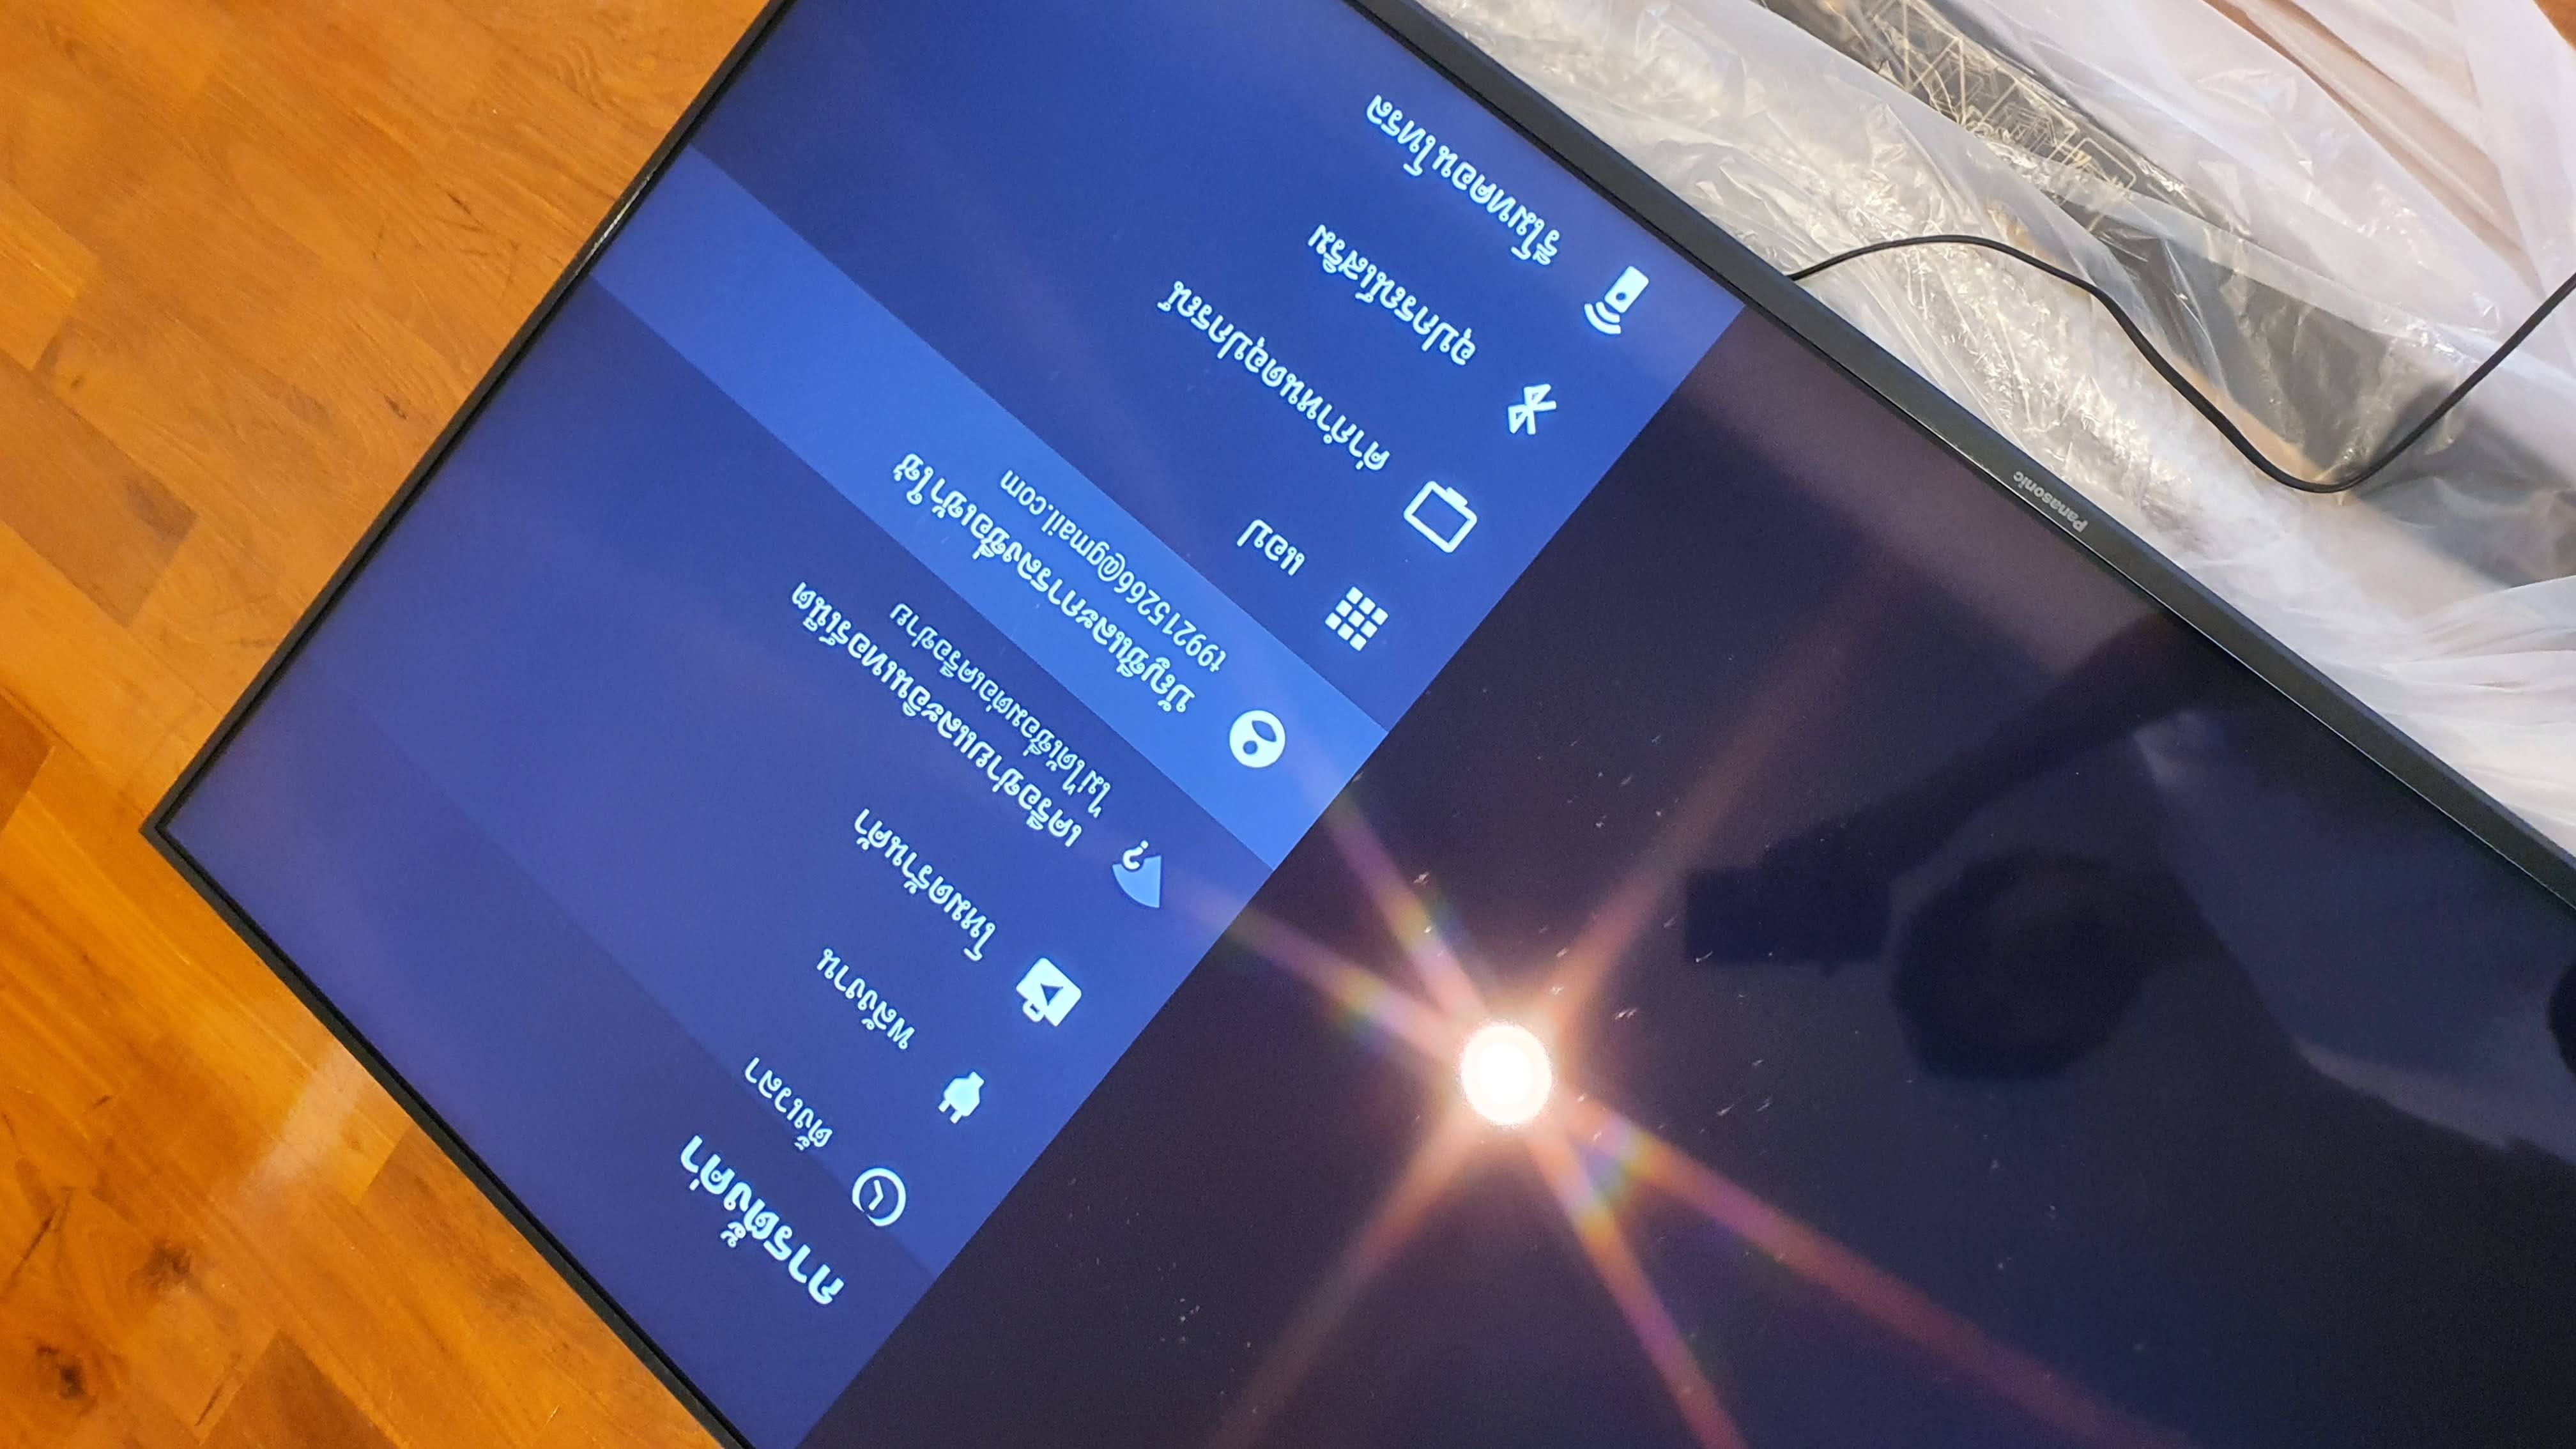 การตั้งค่า
ตั้งเวลา
พลังงาน
โหมดร้านค้า
เครือข่ายและอินเทอร์เน็ต
ไม่ได้เชื่อมต่อเครือข่าย
บัญชีและการลงชื่อเข้าใช้
t99215266@gmail.com
แอป
ค่ากำหนดอุปกรณ์
อุปกรณ์เสริม
รีโมทคอนโทรล
Panasonic